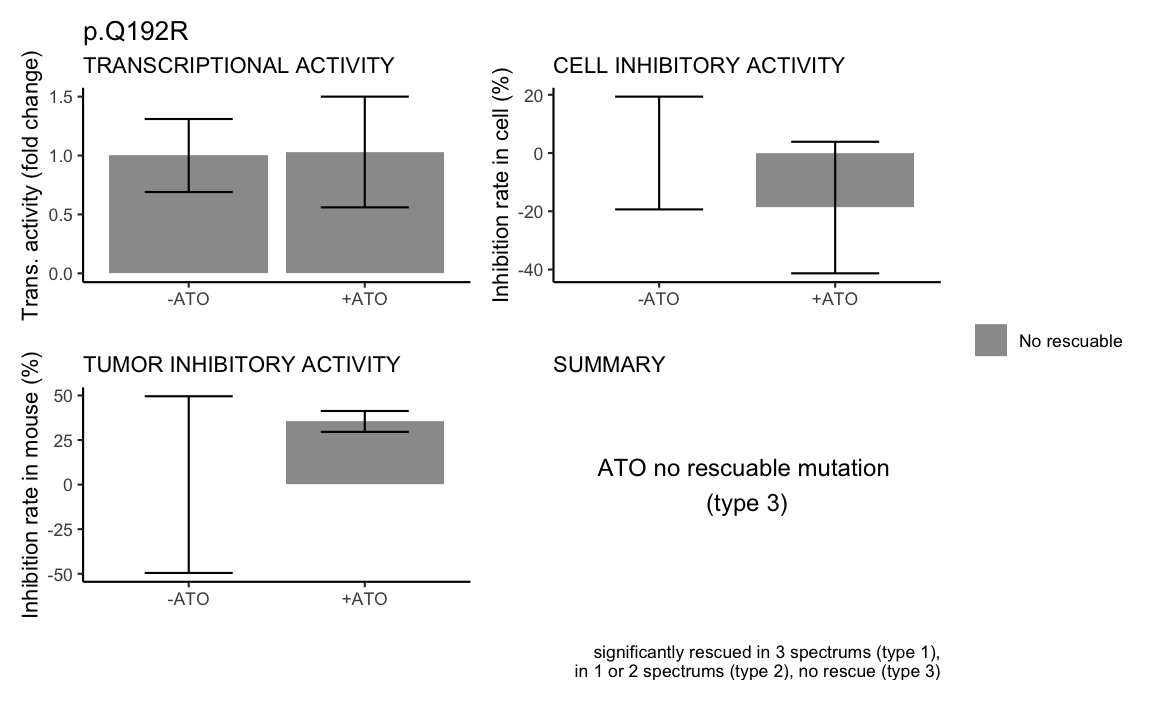 p.Q192R
TRANSCRIPTIONAL ACTIVITY
Trans. activity (fold change)
1.5
1.0
0.5
0.0
-ATO
+ATO
CELL INHIBITORY ACTIVITY
Inhibition rate in cell (%)
20
0
-20
-40
-ATO
+ATO
No rescuable
TUMOR INHIBITORY ACTIVITY
Inhibition rate in mouse (%)
50
25
0
-25
-50
-ATO
+ATO
SUMMARY
ATO no rescuable mutation
(type 3)
significantly rescued in 3 spectrums (type 1),
in 1 or 2 spectrums (type 2), no rescue (type 3)